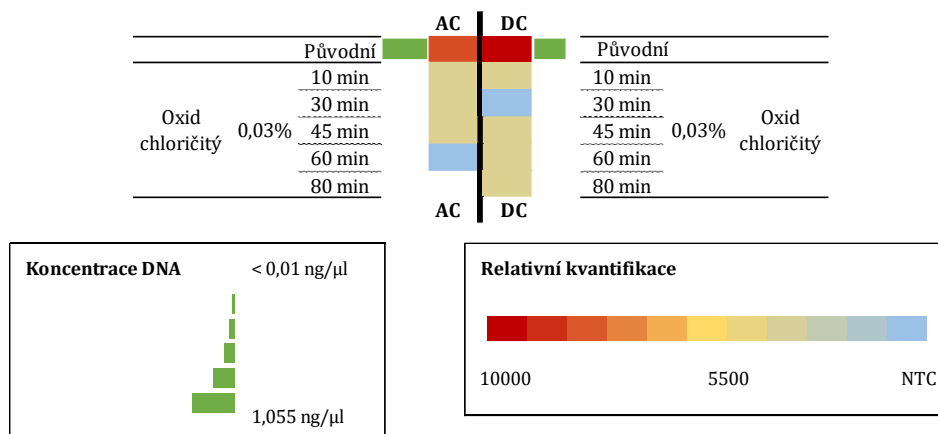 AC DC
Původní Původní
10 min 10 min
30 min 30 min
Oxid chloričitý 0,03% 45 min 45 min 0,03% Oxid chloričitý
60 min 60 min
80 min 80 min
AC DC
Koncentrace DNA < 0,01 ng/µl
1,055 ng/µl
Relativní kvantifikace
10000 5500 NTC